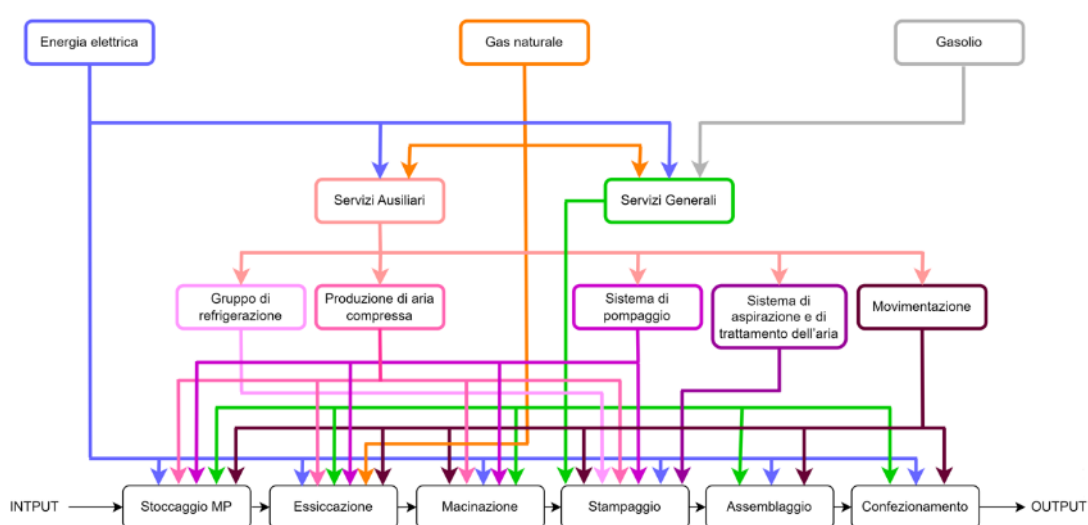 Energia elettrica
Gas naturale
Gasolio
Servizi Ausiliari
Servizi Generali
Gruppo di
refrigerazione
Produzione di aria
compressa
Sistema di
pompaggio
Sistema di
aspirazione e di
trattamento dell'aria
Movimentazione
INTPUT
Stoccaggio MP
Essiccazione
Macinazione
Stampaggio
Assemblaggio
Confezionamento
OUTPUT